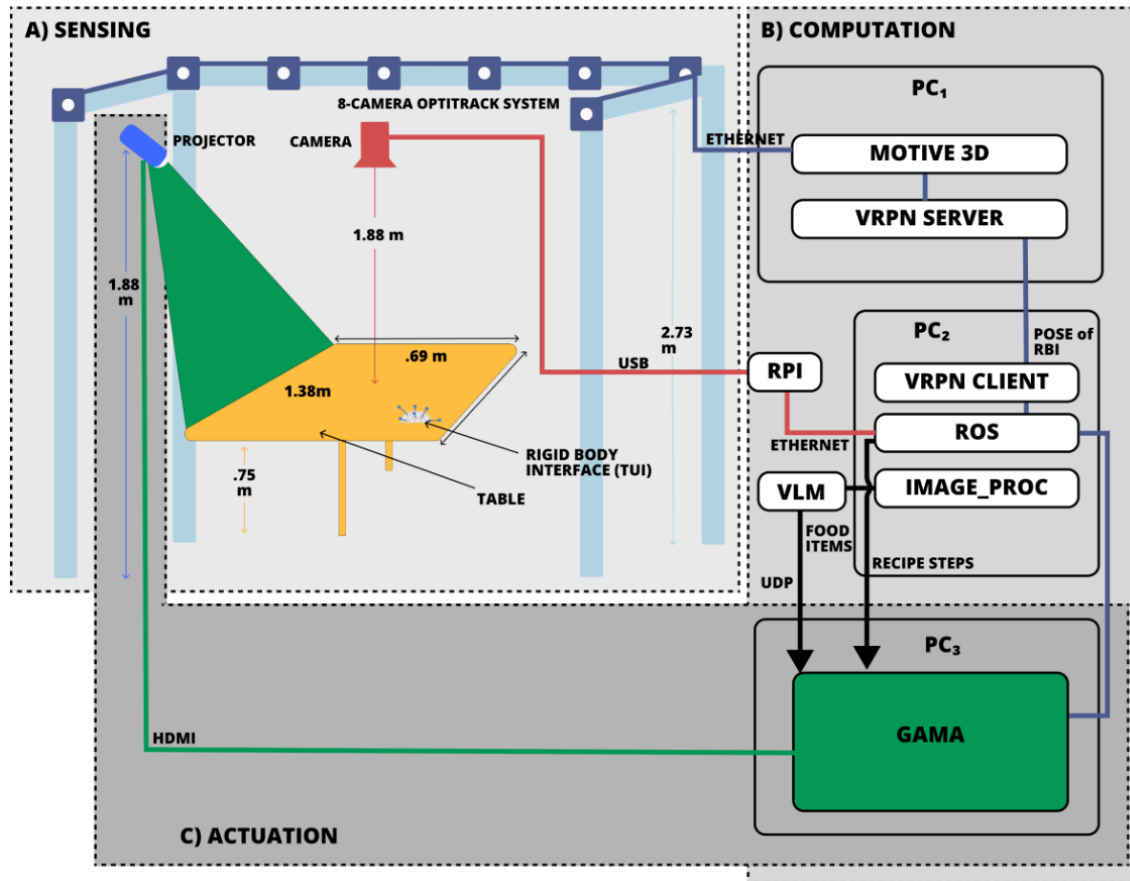 A) SENSING
8-CAMERA OPTITRACK SYSTEM
PROJECTOR
CAMERA
1.88 m
1.88
m
2.73
m
.69 m
1.38m
.75
m
RIGID BODY
INTERFACE (TUI)
TABLE
USB
B) COMPUTATION
PC₁
ETHERNET
MOTIVE 3D
VRPN SERVER
PC₂
POSE of
RBI
RPI
VRPN CLIENT
ETHERNET
ROS
VLM
IMAGE_PROC
FOOD
ITEMS
RECIPE STEPS
UDP
PC₃
GAMA
HDMI
C) ACTUATION